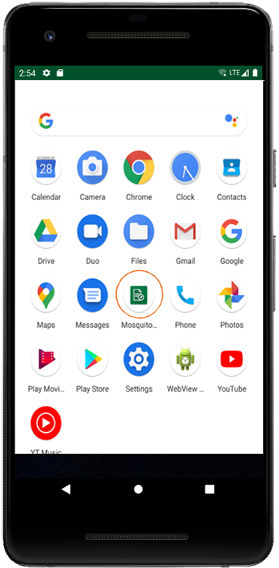 2:54 LTE
Calendar Camera Chrome Clock Contacts
Drive Duo Files Gmail Google
Maps Messages Mosquito... Phone Photos
Play Movi... Play Store Settings WebView ... YouTube
YT Music